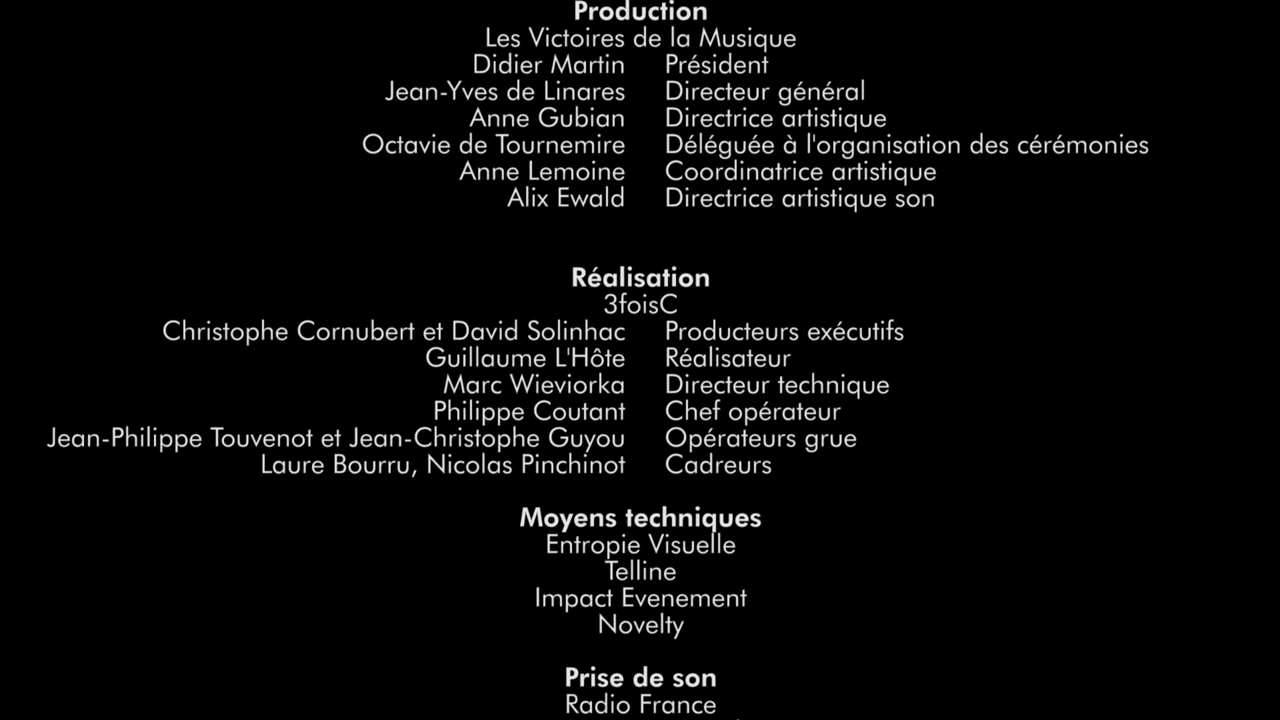 Production
Les Victoires de la Musique
Didier Martin Président
Jean-Yves de Linares Directeur général
Anne Gubian Directrice artistique
Octavie de Tournemire Déléguée à l'organisation des cérémonies
Anne Lemoine Coordinatrice artistique
Alix Ewald Directrice artistique son
Réalisation
3foisC
Christophe Cornubert et David Solinhac Producteurs exécutifs
Guillaume L'Hôte Réalisateur
Marc Wieviorka Directeur technique
Philippe Coutant Chef opérateur
Jean-Philippe Touvenot et Jean-Christophe Guyou Opérateurs grue
Laure Bourru, Nicolas Pinchinot Cadreurs
Moyens techniques
Entropie Visuelle
Telline
Impact Evenement
Novelty
Prise de son
Radio France